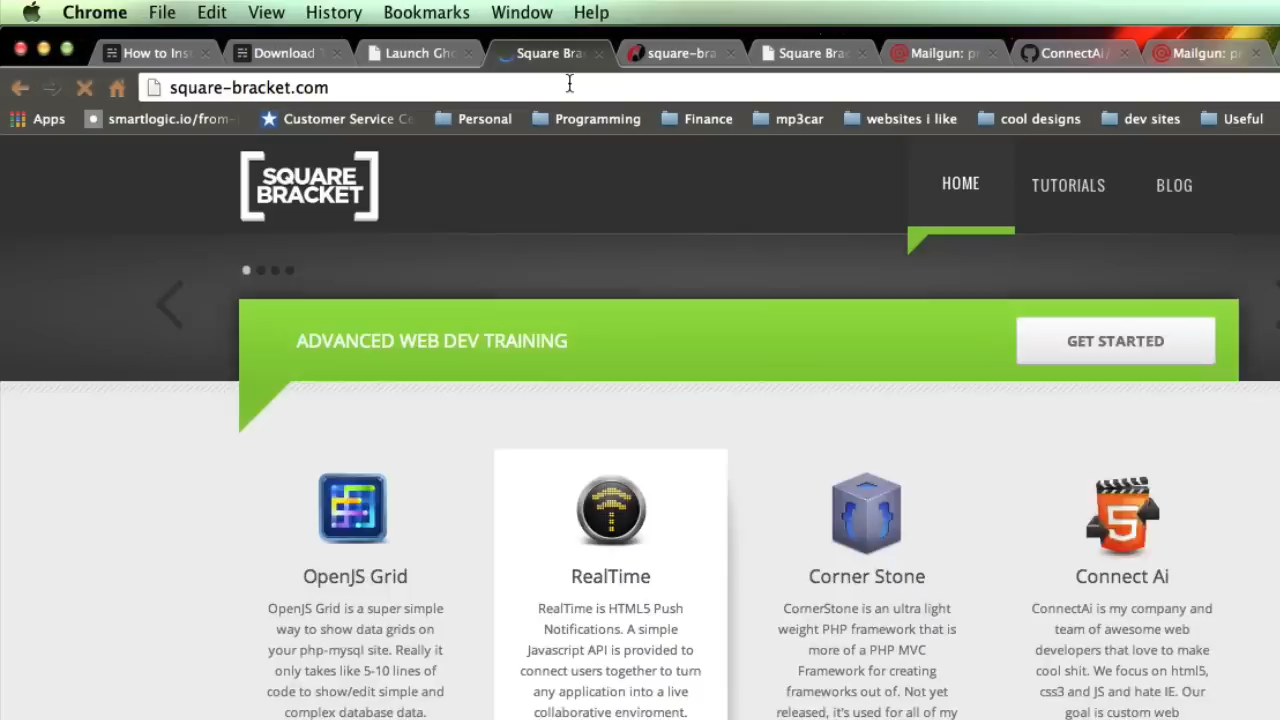 Chrome File Edit View History Bookmarks Window Help
How to Ins Download Launch Gh Square Bra square-bra Square Bra Mailgun: pr ConnectAi/ Mailgun: pr
square-bracket.com
Apps smartlogic.io/from- Customer Service Ce Personal Programming Finance mp3car websites i like cool designs dev sites Useful
SQUARE
BRACKET
HOME TUTORIALS BLOG
ADVANCED WEB DEV TRAINING
GET STARTED
OpenJS Grid
OpenJS Grid is a super simple
way to show data grids on
your php-mysql site. Really it
only takes like 5-10 lines of
code to show/edit simple and
complex database data.
RealTime
RealTime is HTML5 Push
Notifications. A simple
Javascript API is provided to
connect users together to turn
any application into a live
collaborative enviroment.
Corner Stone
CornerStone is an ultra light
weight PHP framework that is
more of a PHP MVC
Framework for creating
frameworks out of. Not yet
released, it's used for all of my
Connect Ai
ConnectAi is my company and
team of awesome web
developers that love to make
cool shit. We focus on html5,
css3 and JS and hate IE. Our
goal is custom web